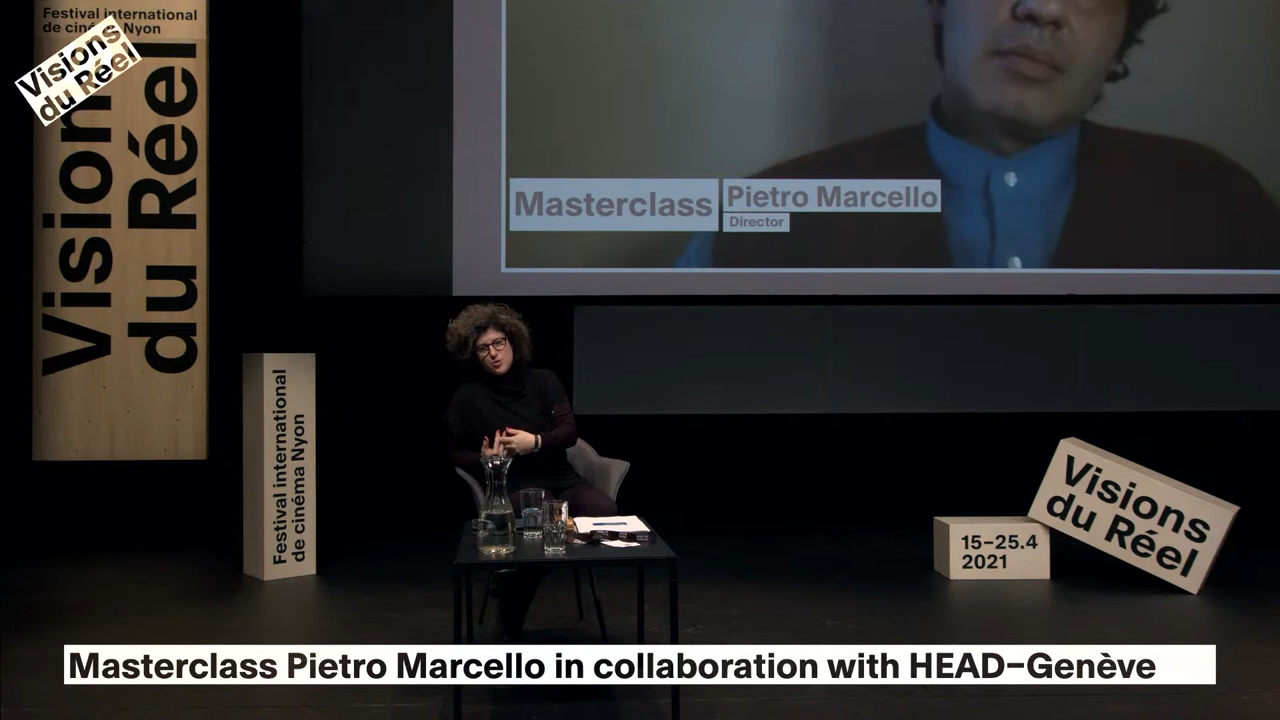 Festival international
de cinéma Nyon
Visions
du Réel
Visions
du Réel
Masterclass
Pietro Marcello
Director
Festival international
de cinéma Nyon
15–25.4
2021
Visions
du Réel
Masterclass Pietro Marcello in collaboration with HEAD–Genève